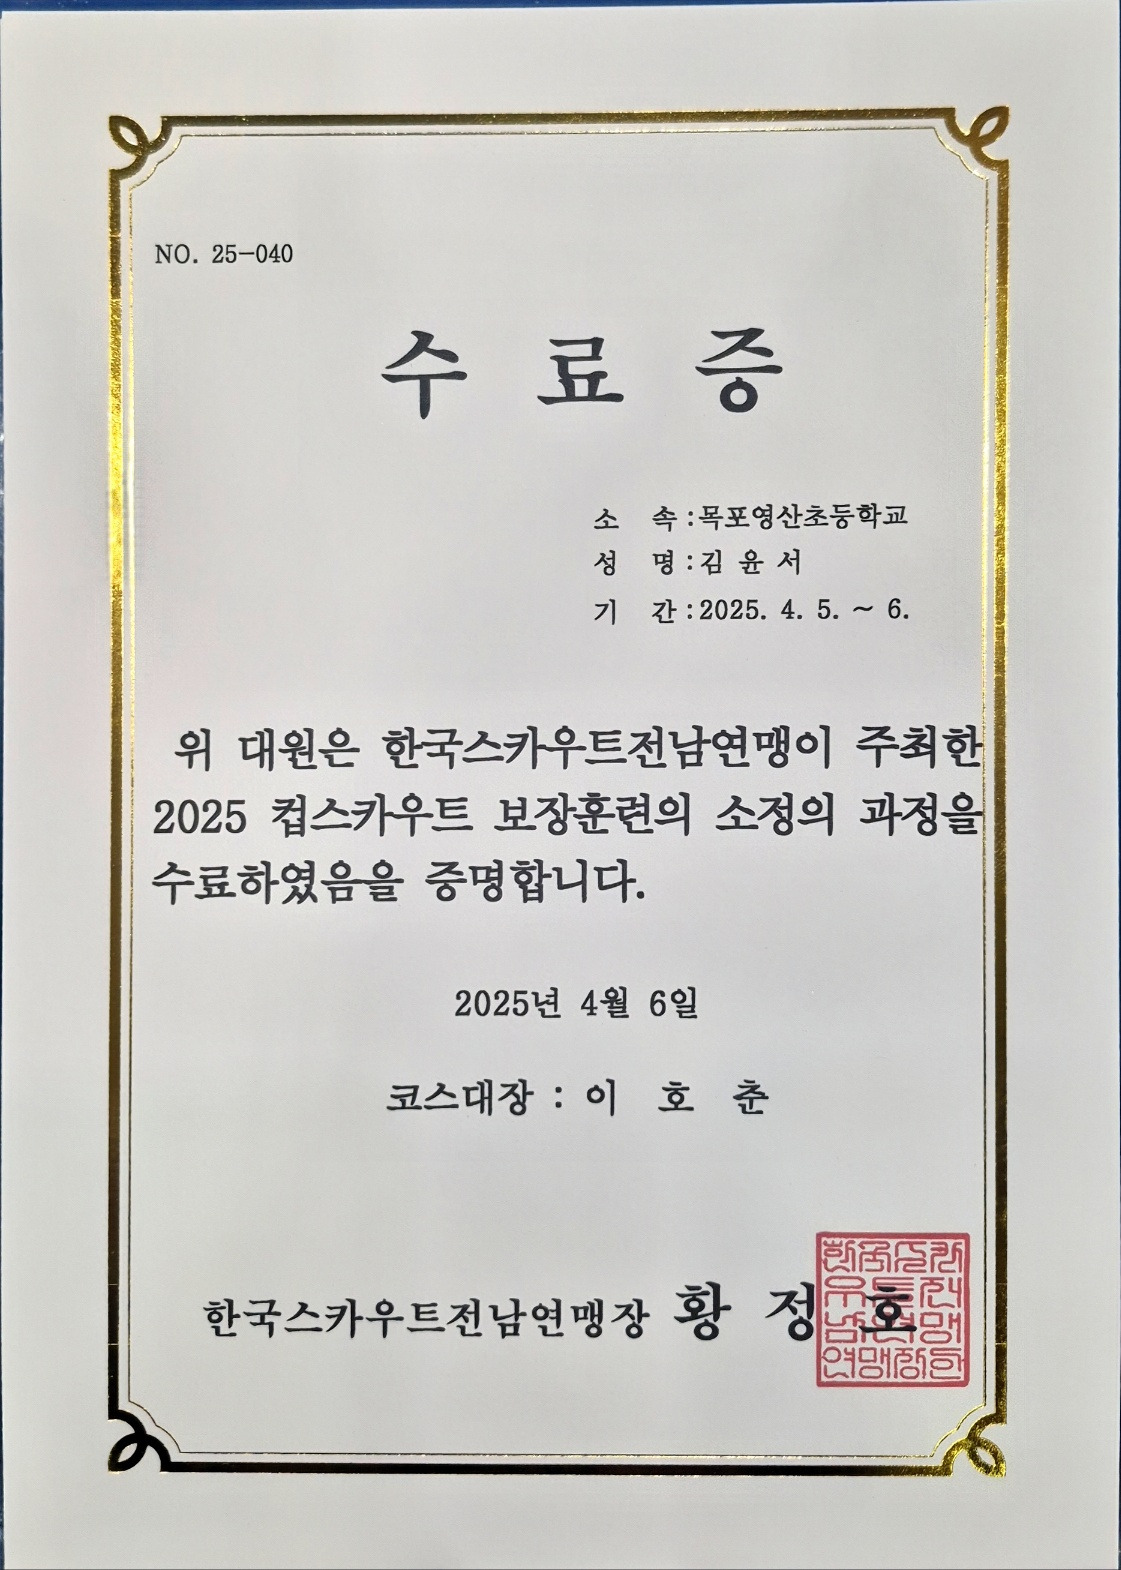 NO. 25-040
수 료 증
소 속:목포영산초등학교
성 명:김 윤 서
기 간:2025. 4. 5. ~ 6.
위 대원은 한국스카우트전남연맹이 주최한
2025 컵스카우트 보장훈련의 소정의 과정을
수료하였음을 증명합니다.
2025년 4월 6일
코스대장 : 이 호 춘
한국스카우트전남연맹장 황 정 호